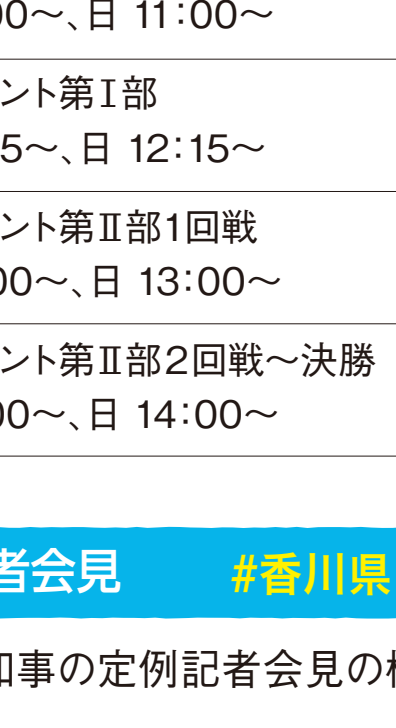 00〜、日 11：00〜
ント第Ⅰ部
5〜、日 12：15〜
ント第Ⅱ部1回戦
00〜、日 13：00〜
ント第Ⅱ部2回戦〜決勝
00〜、日 14：00〜
者会見 #香川県
知事の定例記者会見の